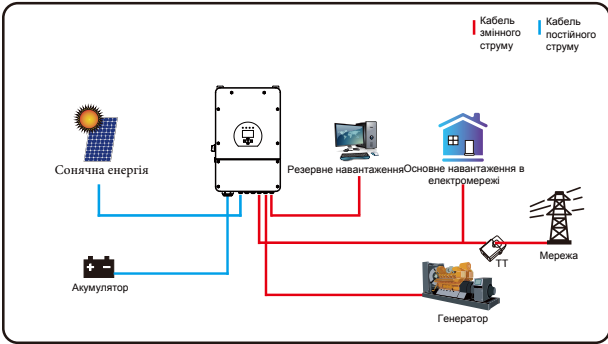 Кабель
змінного
струму
Кабель
постійного
струму
Сонячна енергія
Резервне навантаження
Основне навантаження в
електромережі
Акумулятор
ТТ
Мережа
Генератор